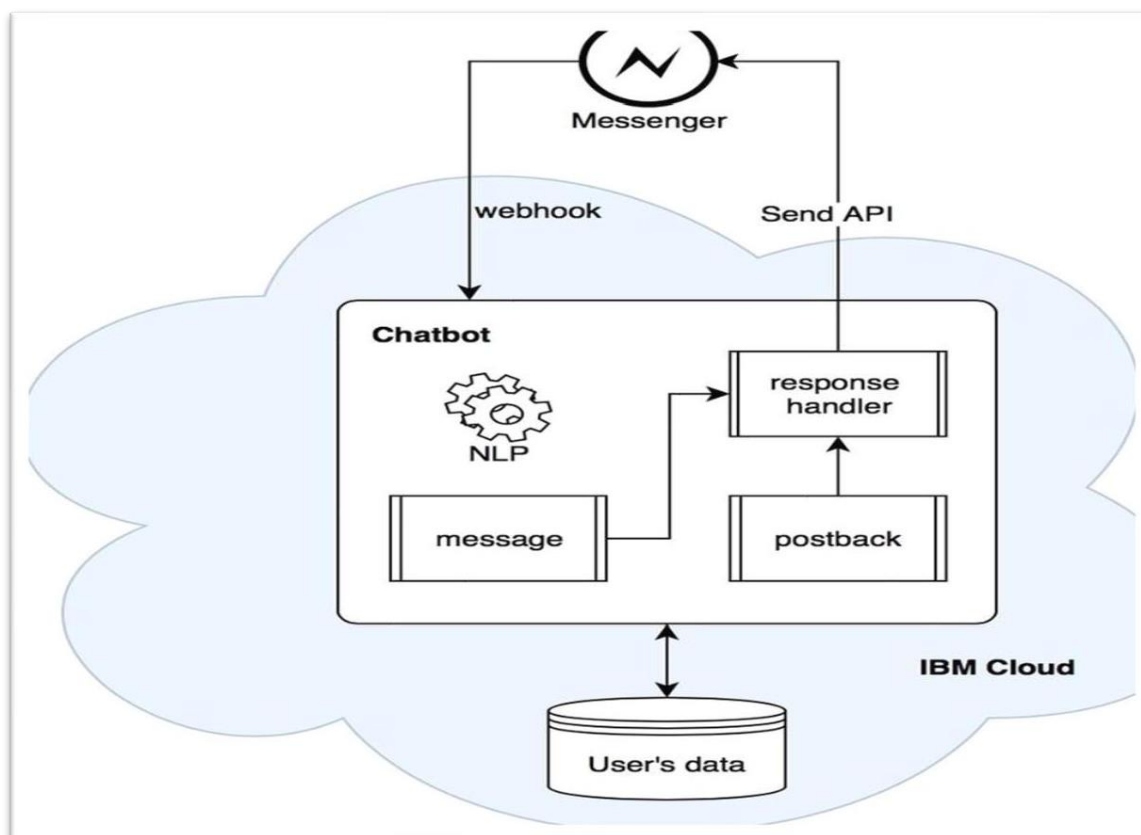 Messenger
webhook
Send API
Chatbot
NLP
response
handler
message
postback
IBM Cloud
User's data